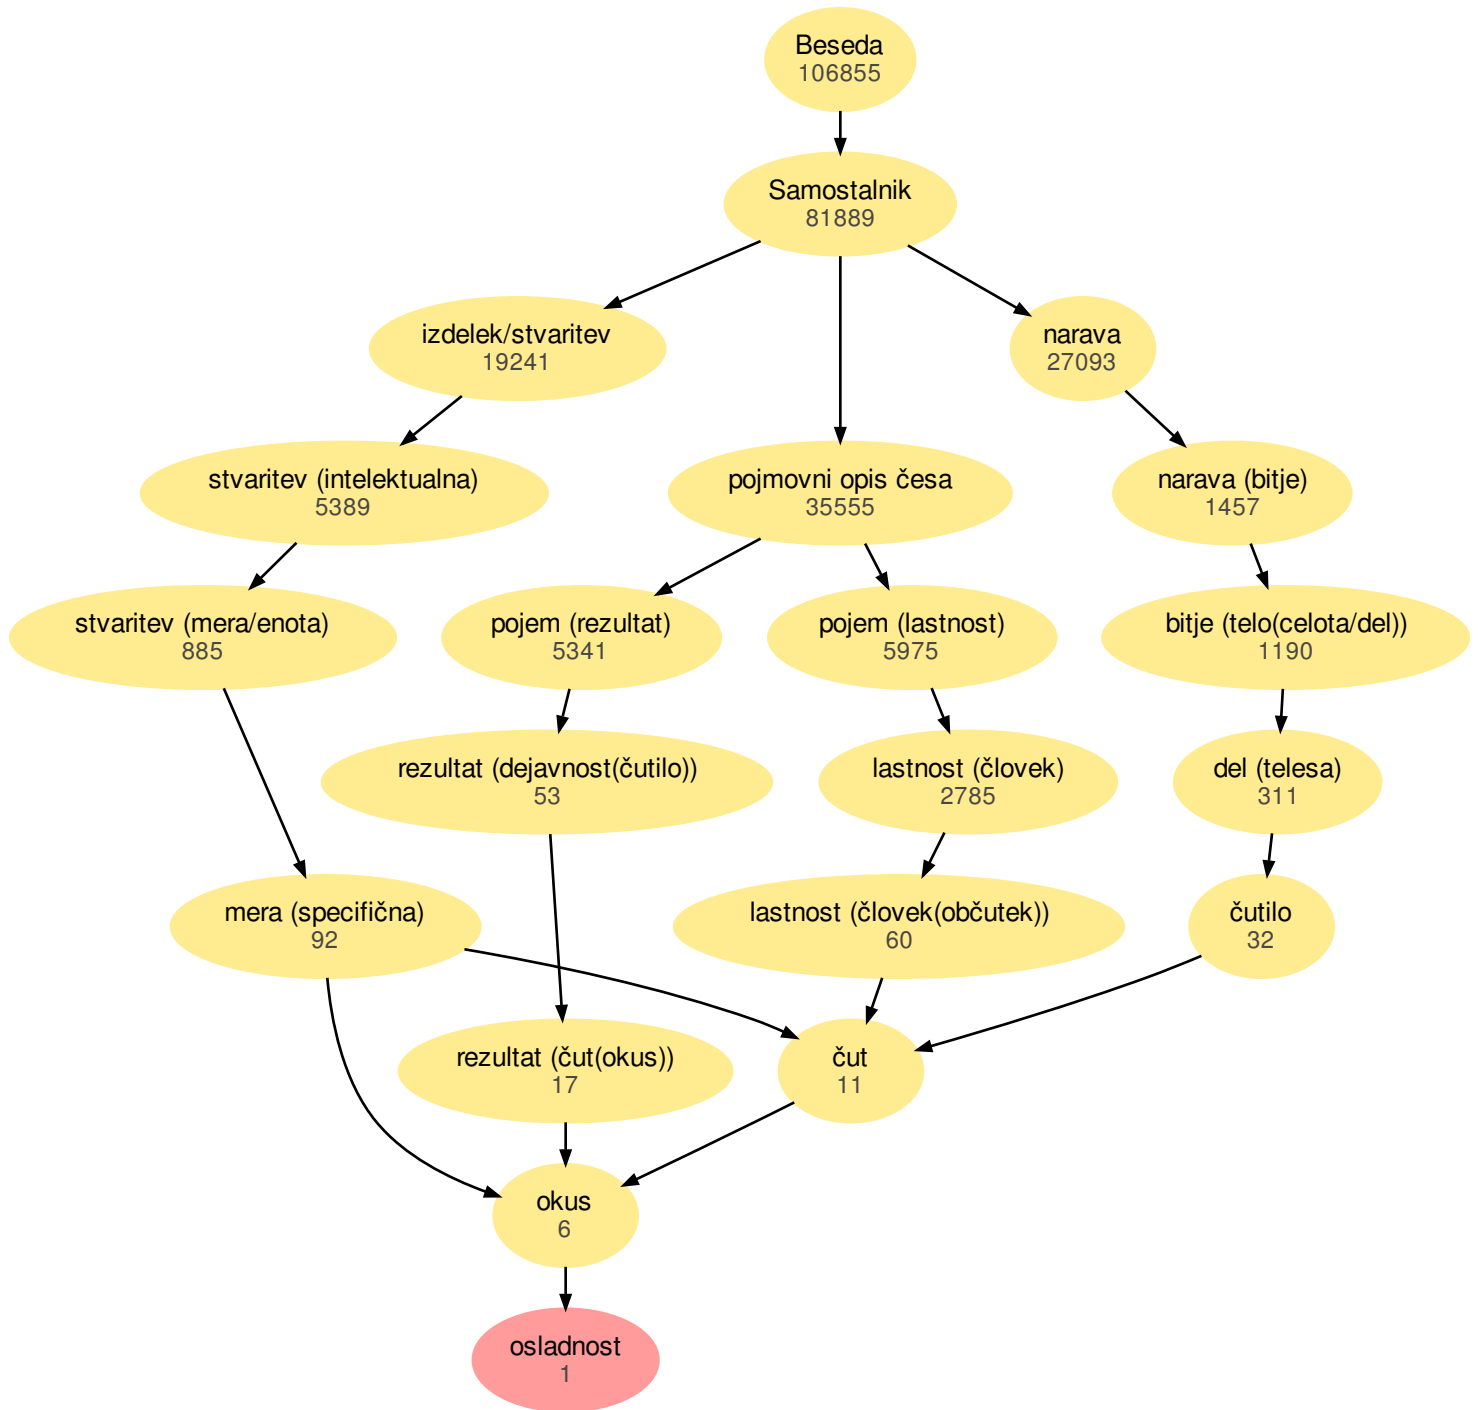 Beseda
106855
Samostalnik
81889
izdelek/stvaritev
19241
narava
27093
stvaritev (intelektualna)
5389
pojmovni opis česa
35555
narava (bitje)
1457
stvaritev (mera/enota)
885
pojem (rezultat)
5341
pojem (lastnost)
5975
bitje (telo(celota/del))
1190
rezultat (dejavnost(čutilo))
53
lastnost (človek)
2785
del (telesa)
311
mera (specifična)
92
lastnost (človek(občutek))
60
čutilo
32
rezultat (čut(okus))
17
čut
11
okus
6
osladnost
1